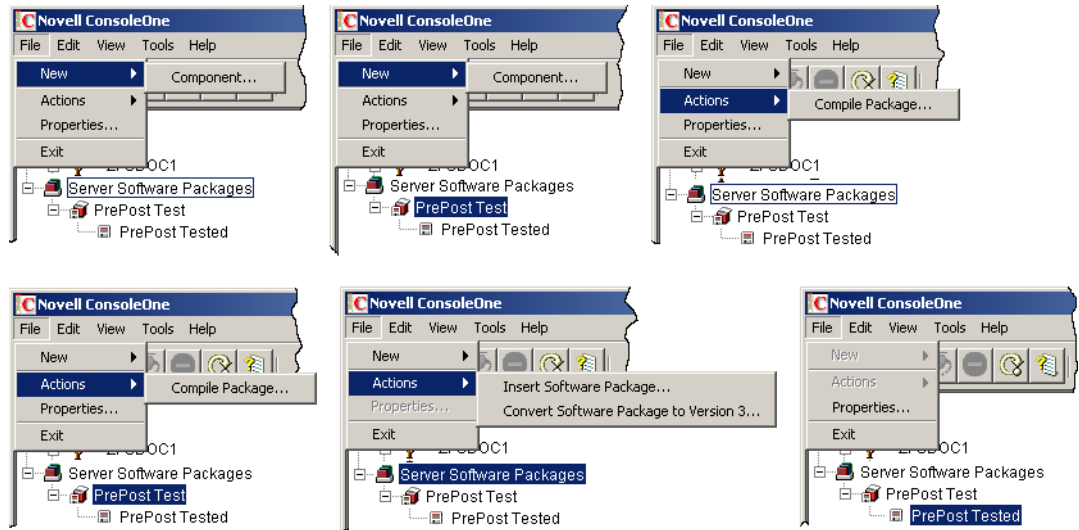 Novell ConsoleOne
File Edit View Tools Help
New Component...
Actions
Properties...
Exit
Server Software Packages
PrePost Test
PrePost Tested
Novell ConsoleOne
File Edit View Tools Help
New Component...
Actions
Properties...
Exit
Server Software Packages
PrePost Test
PrePost Tested
Novell ConsoleOne
File Edit View Tools Help
New
Actions Compile Package...
Properties...
Exit
Server Software Packages
PrePost Test
PrePost Tested
Novell ConsoleOne
File Edit View Tools Help
New
Actions Compile Package...
Properties...
Exit
Server Software Packages
PrePost Test
PrePost Tested
Novell ConsoleOne
File Edit View Tools Help
New
Actions Insert Software Package...
Properties... Convert Software Package to Version 3...
Exit
Server Software Packages
PrePost Test
PrePost Tested
Novell ConsoleOne
File Edit View Tools Help
New
Actions
Properties...
Exit
Server Software Packages
PrePost Test
PrePost Tested